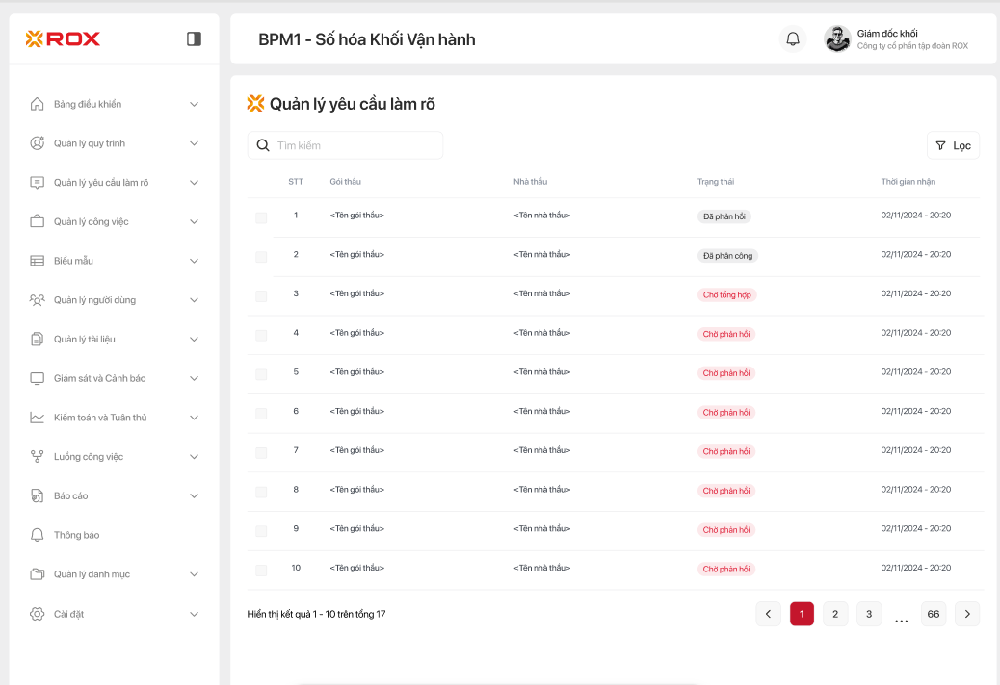 ROX
BPM1 - Số hóa Khối Vận hành
Giám đốc khối
Công ty cổ phần tập đoàn ROX
Bảng điều khiển
Quản lý quy trình
Quản lý yêu cầu làm rõ
Quản lý công việc
Biểu mẫu
Quản lý người dùng
Quản lý tài liệu
Giám sát và Cảnh báo
Kiểm toán và Tuân thủ
Luồng công việc
Báo cáo
Thông báo
Quản lý danh mục
Cài đặt
Quản lý yêu cầu làm rõ
Tìm kiếm
Lọc
STT Gói thầu Nhà thầu Trạng thái Thời gian nhận
1 <Tên gói thầu> <Tên nhà thầu> Đã phản hồi 02/11/2024 - 20:20
2 <Tên gói thầu> <Tên nhà thầu> Đã phân công 02/11/2024 - 20:20
3 <Tên gói thầu> <Tên nhà thầu> Chờ tổng hợp 02/11/2024 - 20:20
4 <Tên gói thầu> <Tên nhà thầu> Chờ phản hồi 02/11/2024 - 20:20
5 <Tên gói thầu> <Tên nhà thầu> Chờ phản hồi 02/11/2024 - 20:20
6 <Tên gói thầu> <Tên nhà thầu> Chờ phản hồi 02/11/2024 - 20:20
7 <Tên gói thầu> <Tên nhà thầu> Chờ phản hồi 02/11/2024 - 20:20
8 <Tên gói thầu> <Tên nhà thầu> Chờ phản hồi 02/11/2024 - 20:20
9 <Tên gói thầu> <Tên nhà thầu> Chờ phản hồi 02/11/2024 - 20:20
10 <Tên gói thầu> <Tên nhà thầu> Chờ phản hồi 02/11/2024 - 20:20
Hiển thị kết quả 1 - 10 trên tổng 17
1 2 3 ... 66